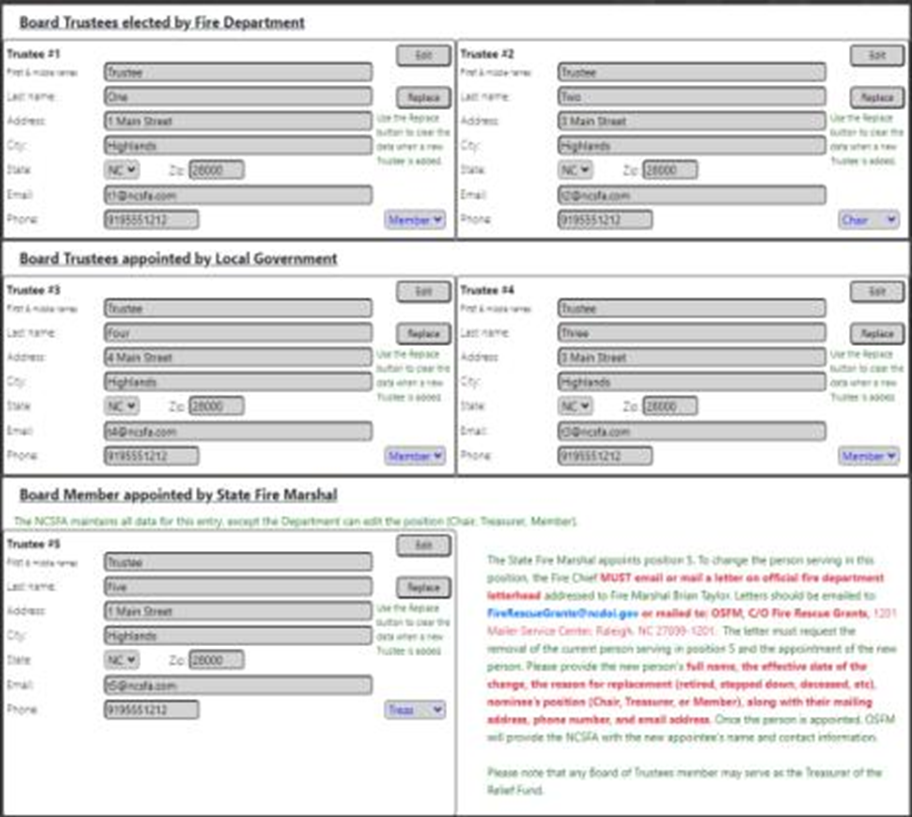 Board Trustees elected by Fire Department
Trustee #1
Edit
First & middle names:
Trustee
Last name:
One
Replace
Address:
1 Main Street
Use the Replace
button to clear the
data when a new
Trustee is added.
City:
Highlands
State:
NC
Zip:
28000
Email:
t1@ncsfa.com
Phone:
9195551212
Member
Trustee #2
Edit
Trustee
Two
Replace
3 Main Street
Use the Replace
button to clear the
data when a new
Trustee is added.
Highlands
NC
Zip:
28000
t2@ncsfa.com
9195551212
Chair
Board Trustees appointed by Local Government
Trustee #3
Edit
First & middle names:
Trustee
Last name:
Four
Replace
Address:
4 Main Street
Use the Replace
button to clear the
data when a new
Trustee is added.
City:
Highlands
State:
NC
Zip:
28000
Email:
t4@ncsfa.com
Phone:
9195551212
Member
Trustee #4
Edit
First & middle names:
Trustee
Last name:
Three
Replace
Address:
3 Main Street
Use the Replace
button to clear the
data when a new
Trustee is added.
City:
Highlands
State:
NC
Zip:
28000
Email:
t3@ncsfa.com
Phone:
9195551212
Member
Board Member appointed by State Fire Marshal
The NCSFA maintains all data for this entry, except the Department can edit the position (Chair, Treasurer, Member).
Trustee #5
Edit
First & middle names:
Trustee
Last name:
Five
Replace
Address:
1 Main Street
Use the Replace
button to clear the
data when a new
Trustee is added.
City:
Highlands
State:
NC
Zip:
28000
Email:
t5@ncsfa.com
Phone:
9195551212
Treas
The State Fire Marshal appoints position 5. To change the person serving in this
position, the Fire Chief MUST email or mail a letter on official fire department
letterhead addressed to Fire Marshal Brian Taylor. Letters should be emailed to
FireRescueGrants@ncdoi.gov or mailed to: OSFM, C/O Fire Rescue Grants, 1201
Mailer Service Center, Raleigh, NC 27699-1201. The letter must request the
removal of the current person serving in position 5 and the appointment of the new
person. Please provide the new person's full name, the effective date of the
change, the reason for replacement (retired, stepped down, deceased, etc),
nominee's position (Chair, Treasurer, or Member), along with their mailing
address, phone number, and email address. Once the person is appointed, OSFM
will provide the NCSFA with the new appointee's name and contact information.
Please note that any Board of Trustees member may serve as the Treasurer of the
Relief Fund.